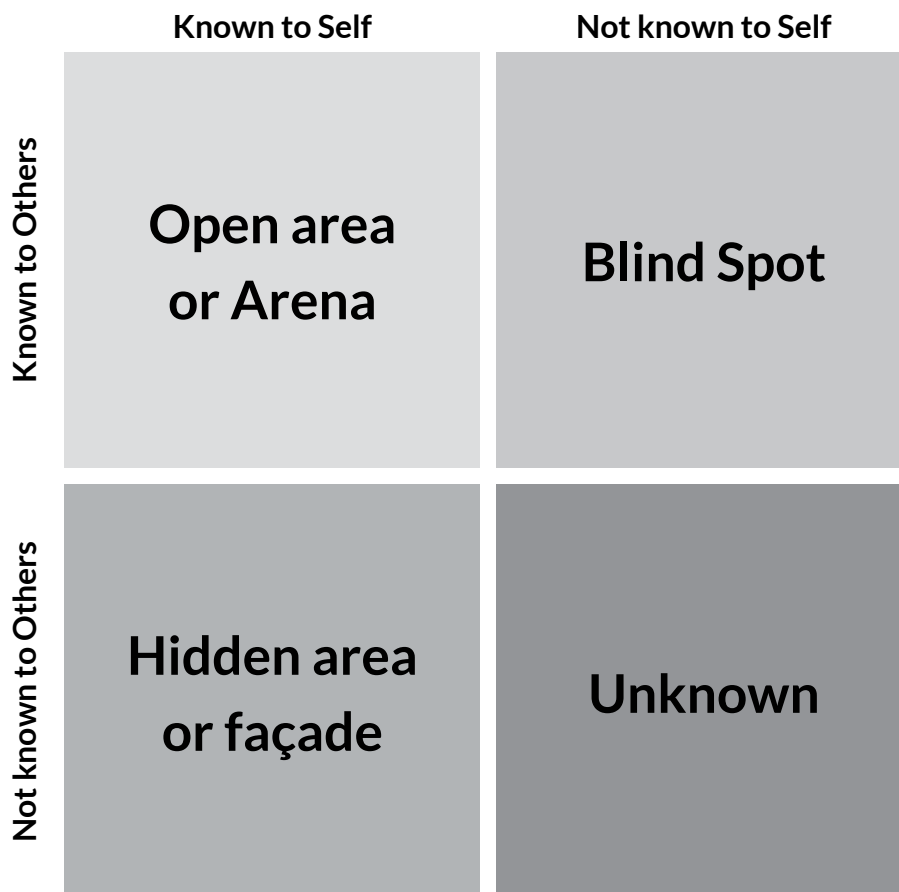 Known to Self
Not known to Self
Known to Others
Open area
or Arena
Blind Spot
Not known to Others
Hidden area
or façade
Unknown